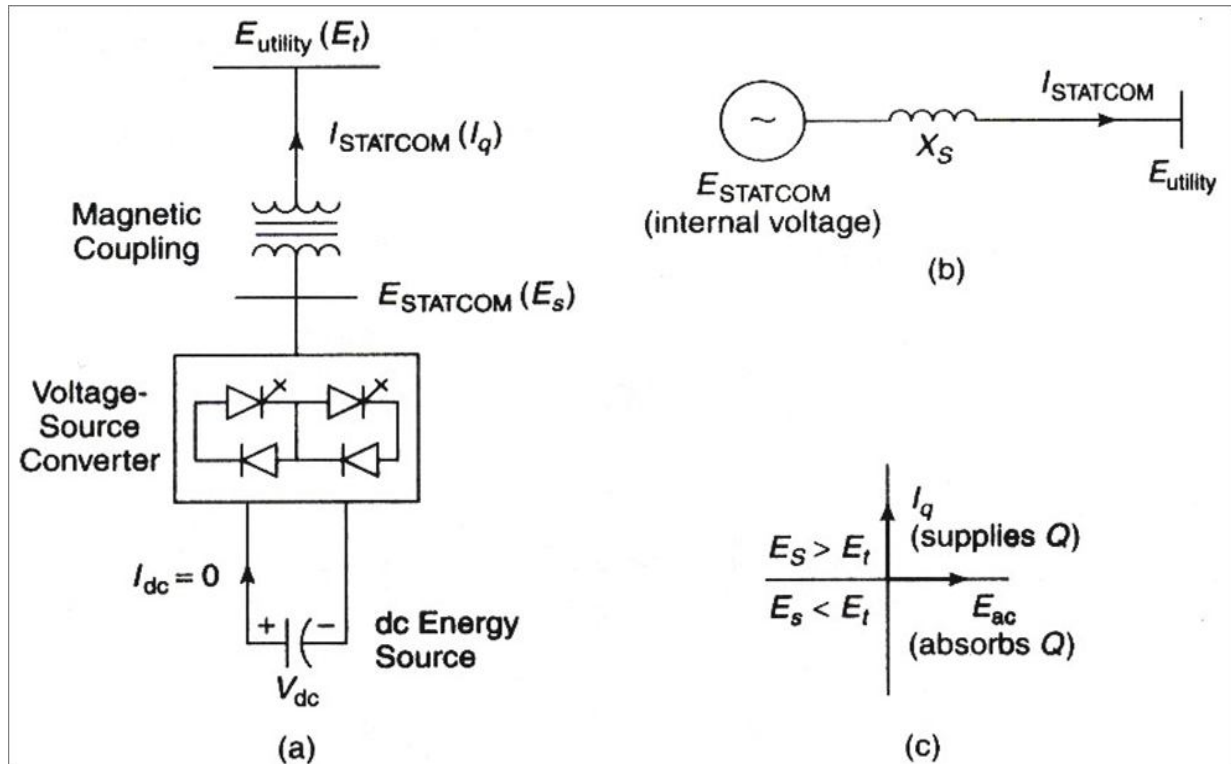 E_utility (E_t)
I_STATCOM (I_q)
Magnetic
Coupling
E_STATCOM (E_s)
Voltage-
Source
Converter
I_dc = 0
+ −
dc Energy
Source
V_dc
(a)
~
I_STATCOM
X_S
E_STATCOM
(internal voltage)
E_utility
(b)
I_q
(supplies Q)
E_S > E_t
E_s < E_t
E_ac
(absorbs Q)
(c)